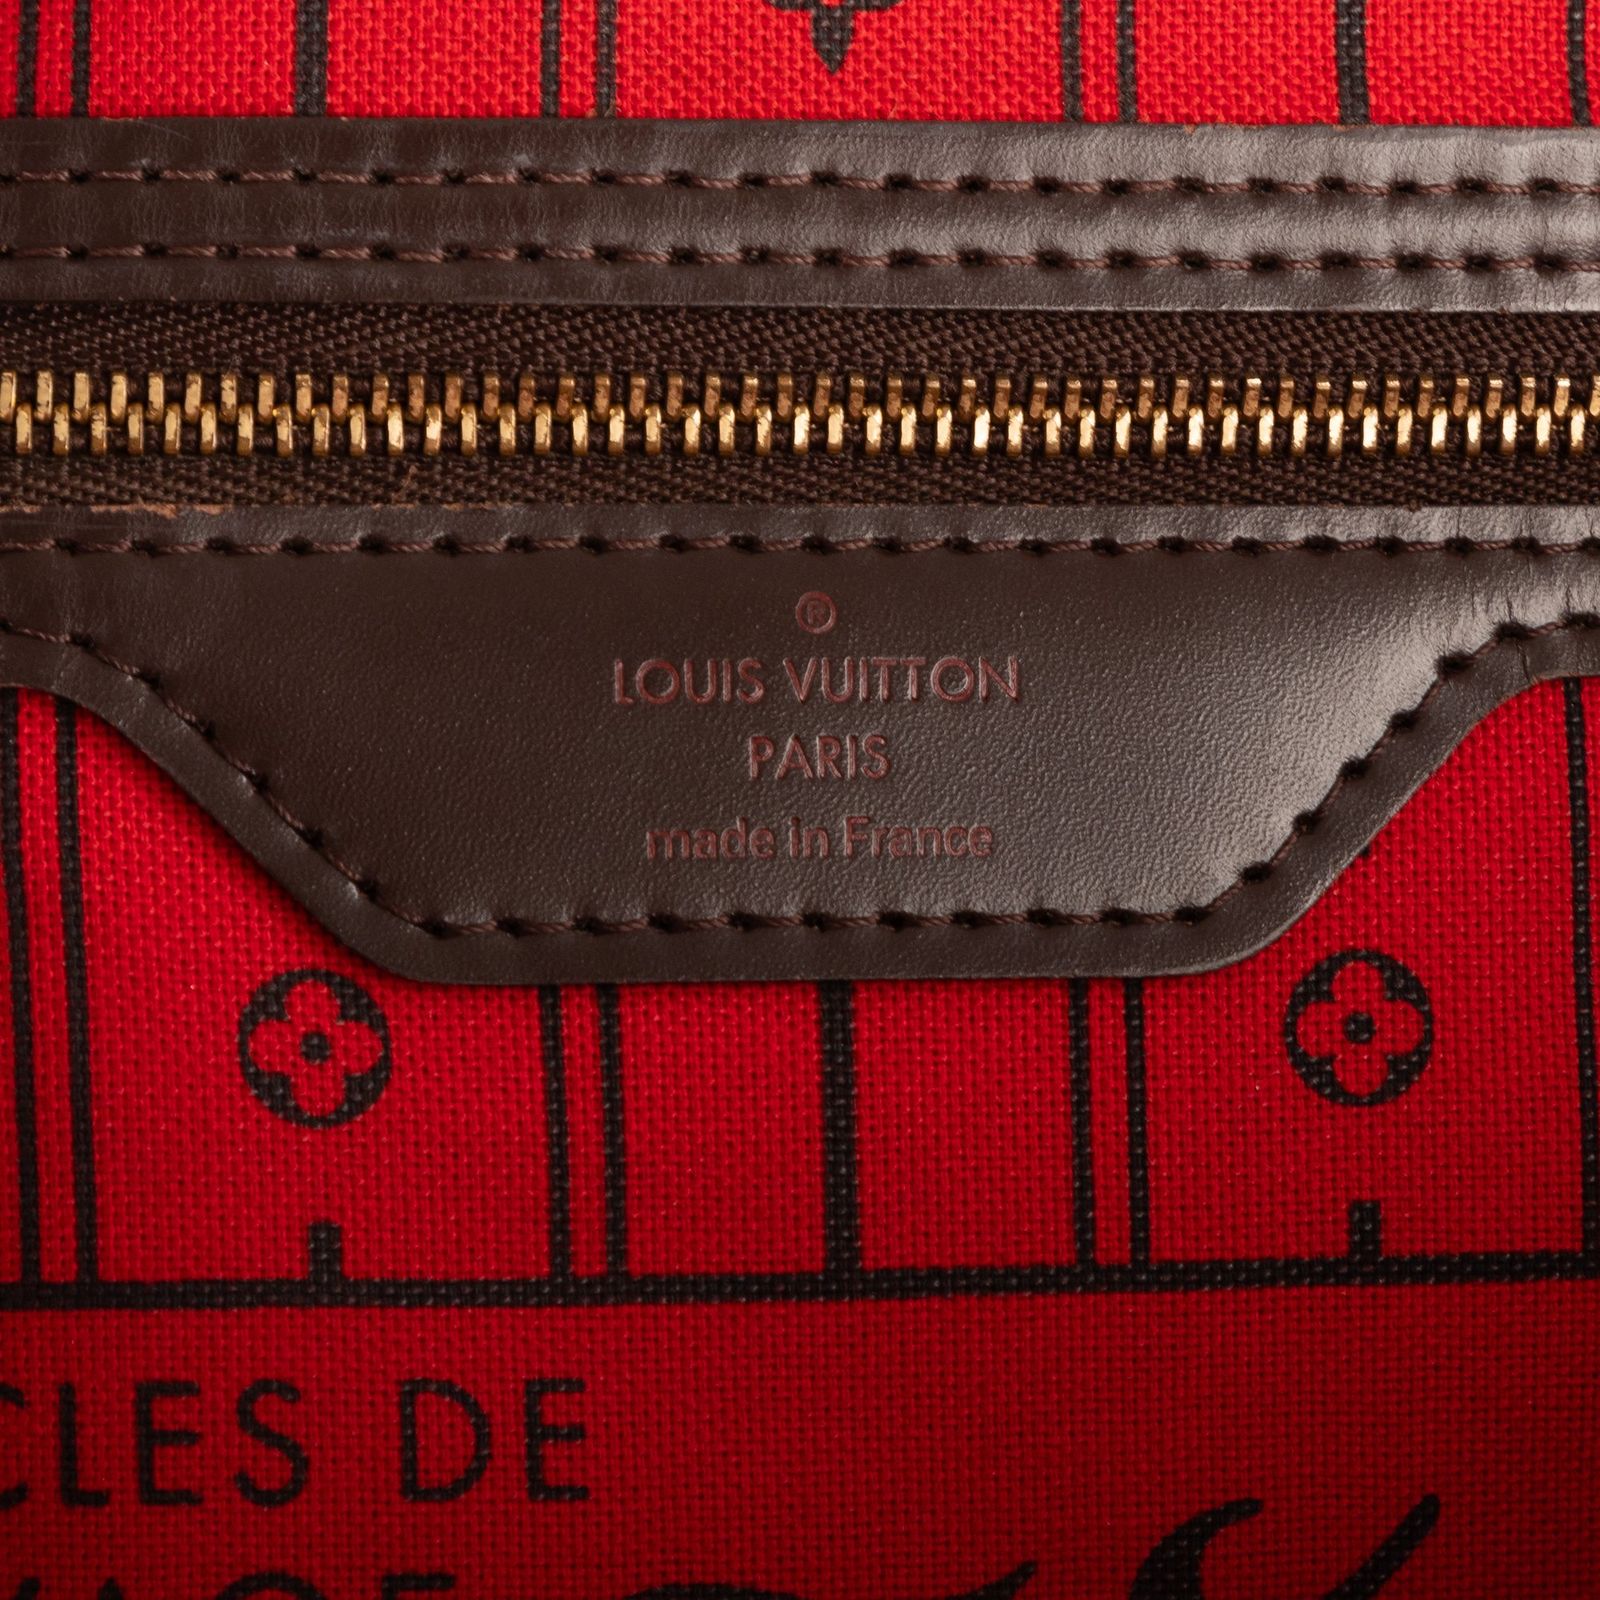 ®
LOUIS VUITTON
PARIS
made in France
CLES DE